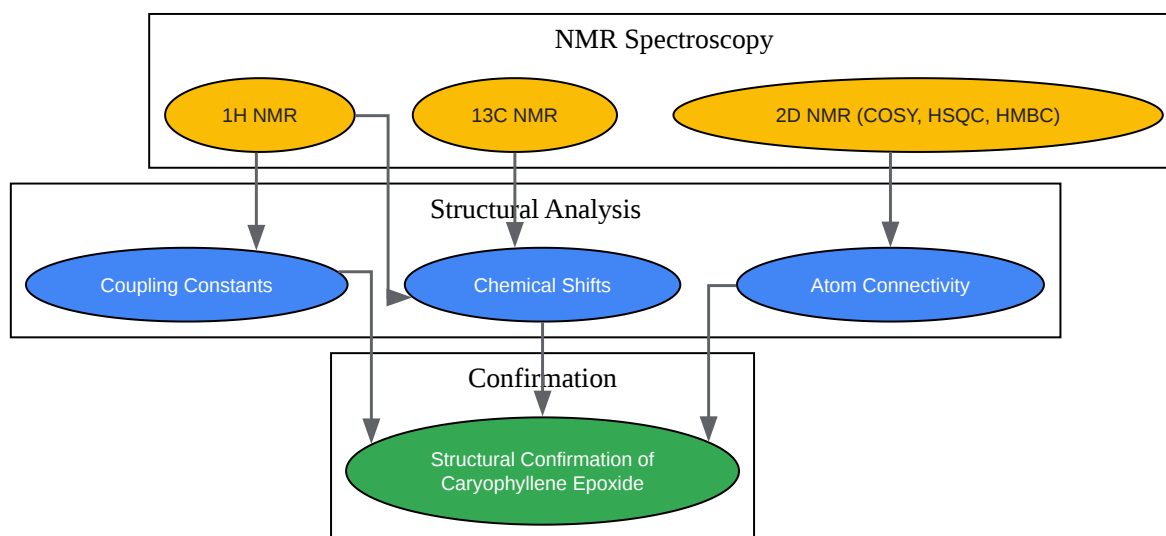 NMR Spectroscopy
1H NMR
13C NMR
2D NMR (COSY, HSQC, HMBC)
Structural Analysis
Coupling Constants
Chemical Shifts
Atom Connectivity
Confirmation
Structural Confirmation of
Caryophyllene Epoxide